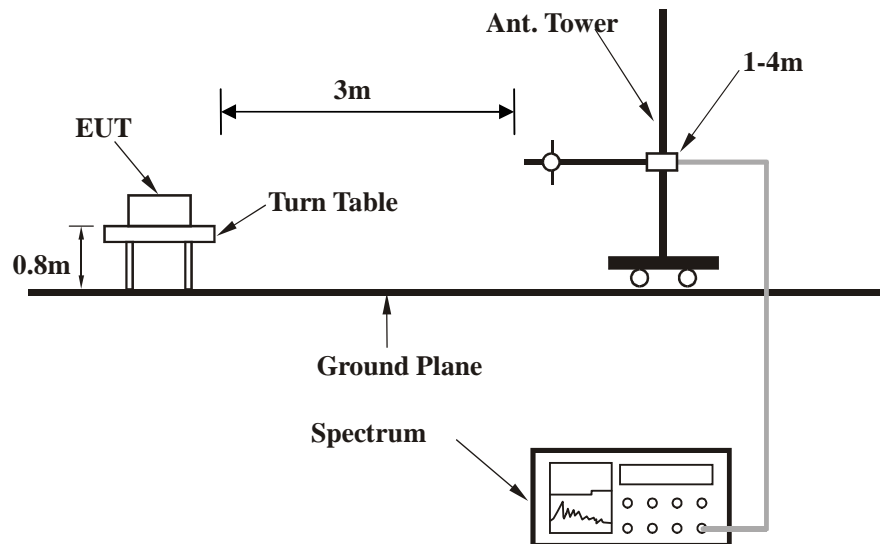 Ant. Tower
1-4m
3m
EUT
Turn Table
0.8m
Ground Plane
Spectrum